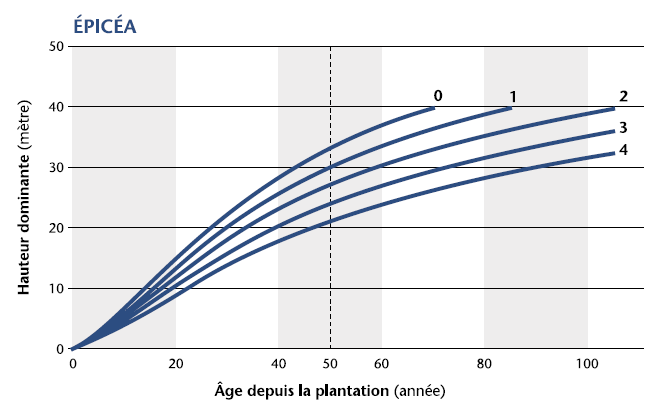 ÉPICÉA
50
40
30
20
10
0
Hauteur dominante (mètre)
0
1
2
3
4
0 20 40 50 60 80 100
Âge depuis la plantation (année)